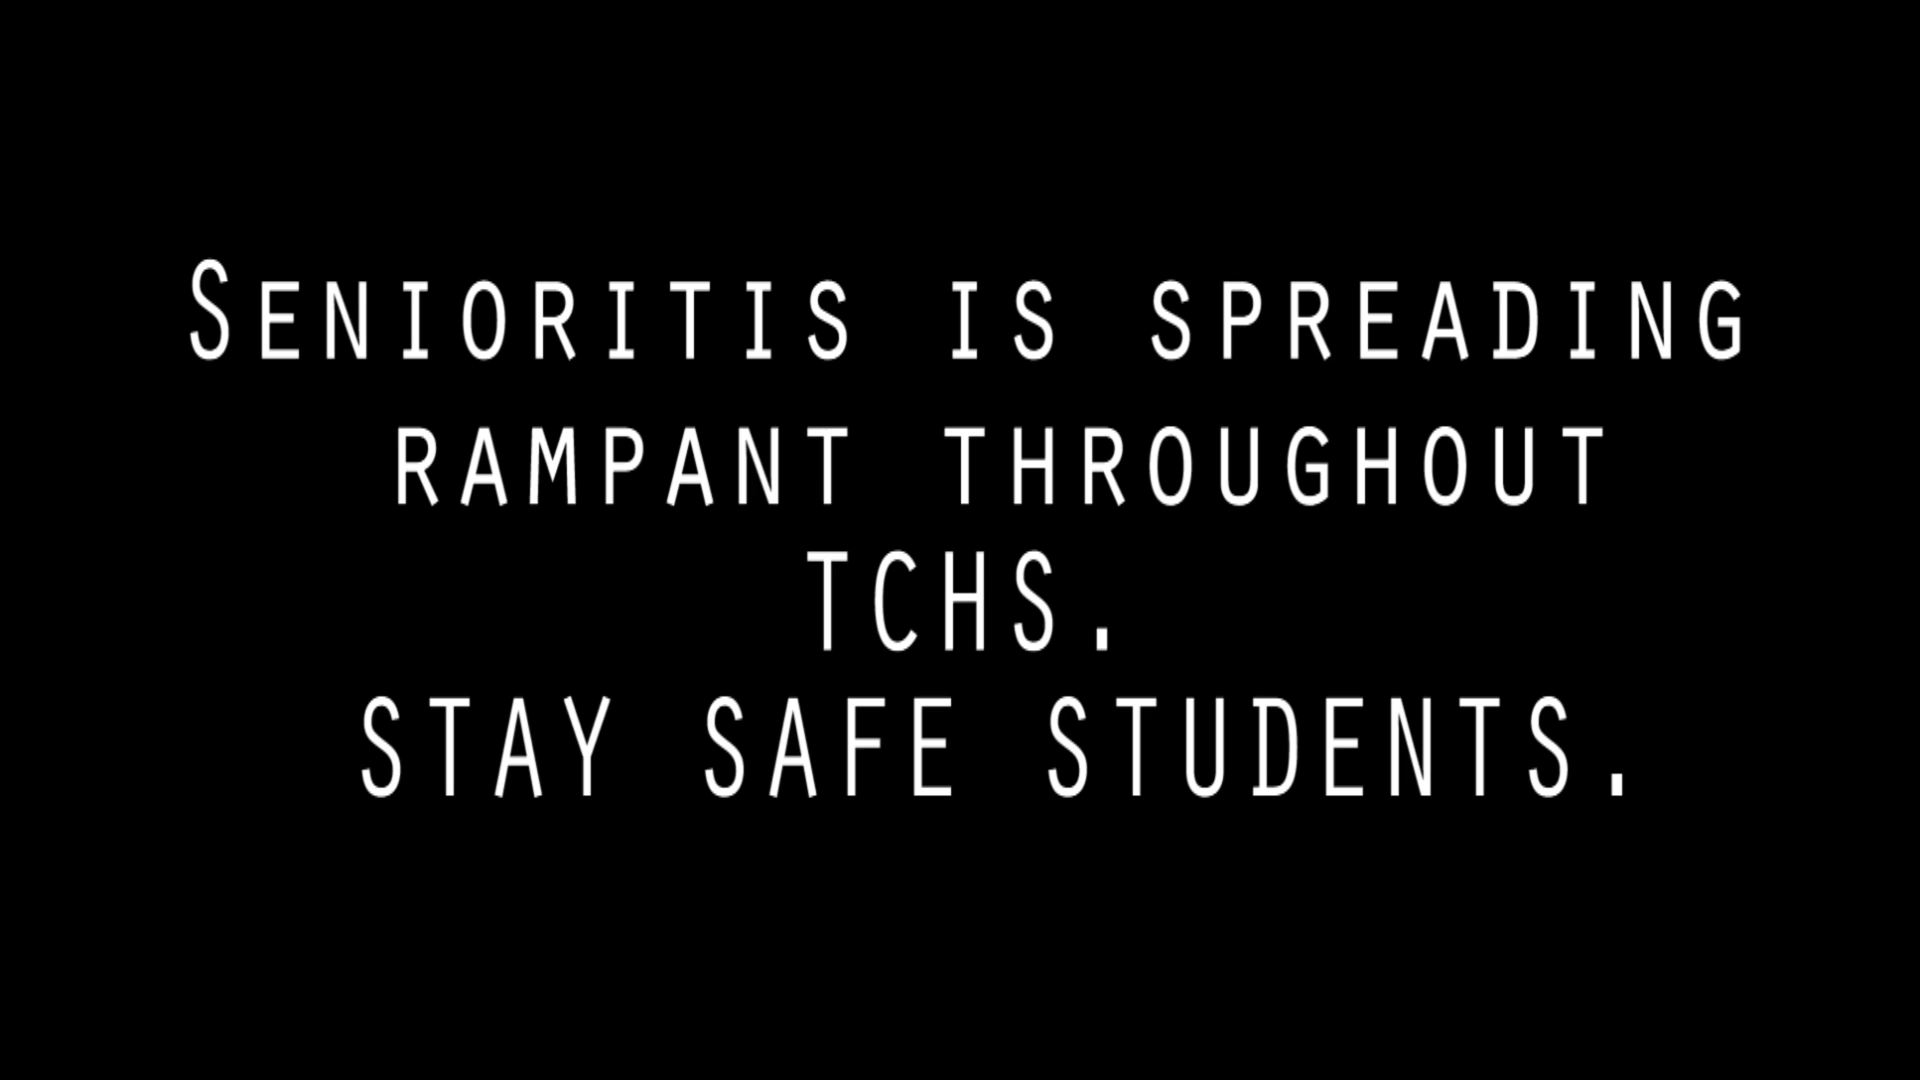 Senioritis is spreading
rampant throughout
TCHS.
STAY SAFE STUDENTS.